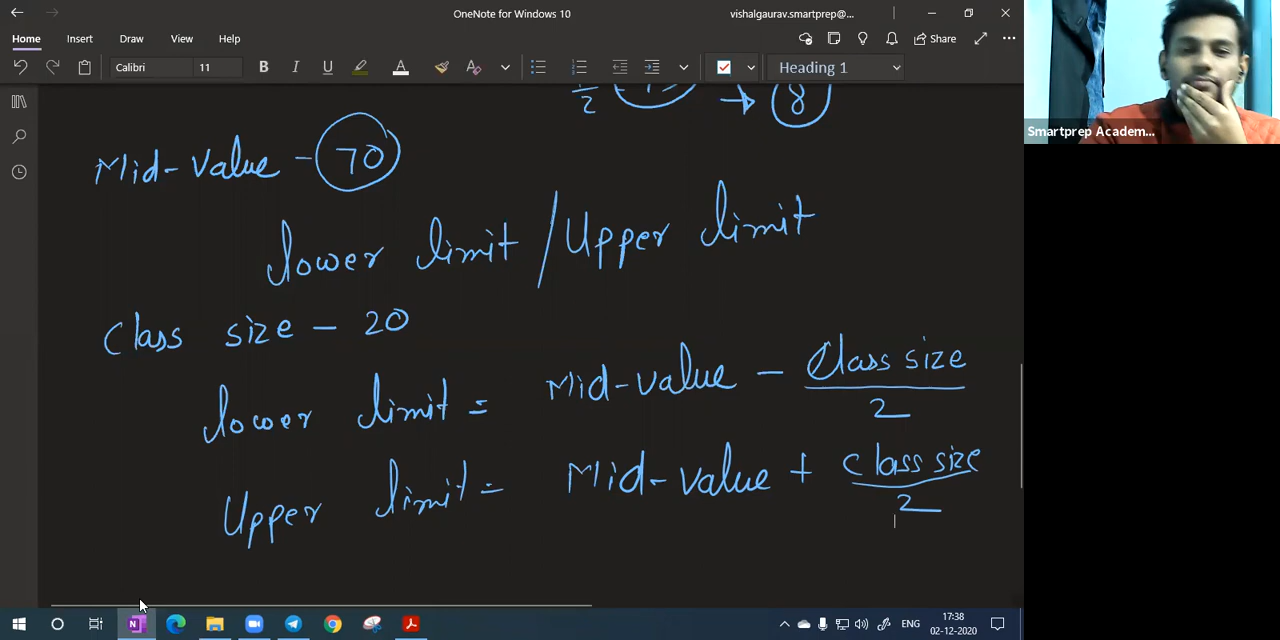 OneNote for Windows 10
vishalgaurav.smartprep@...
Home Insert Draw View Help
Share
Calibri 11 B I U A Heading 1
1/2 → 8
Mid-Value - 70
lower limit / Upper limit
Class size - 20
lower limit = Mid-value - Class size / 2
Upper limit = Mid-value + class size / 2
Smartprep Academ...
ENG
17:38
02-12-2020